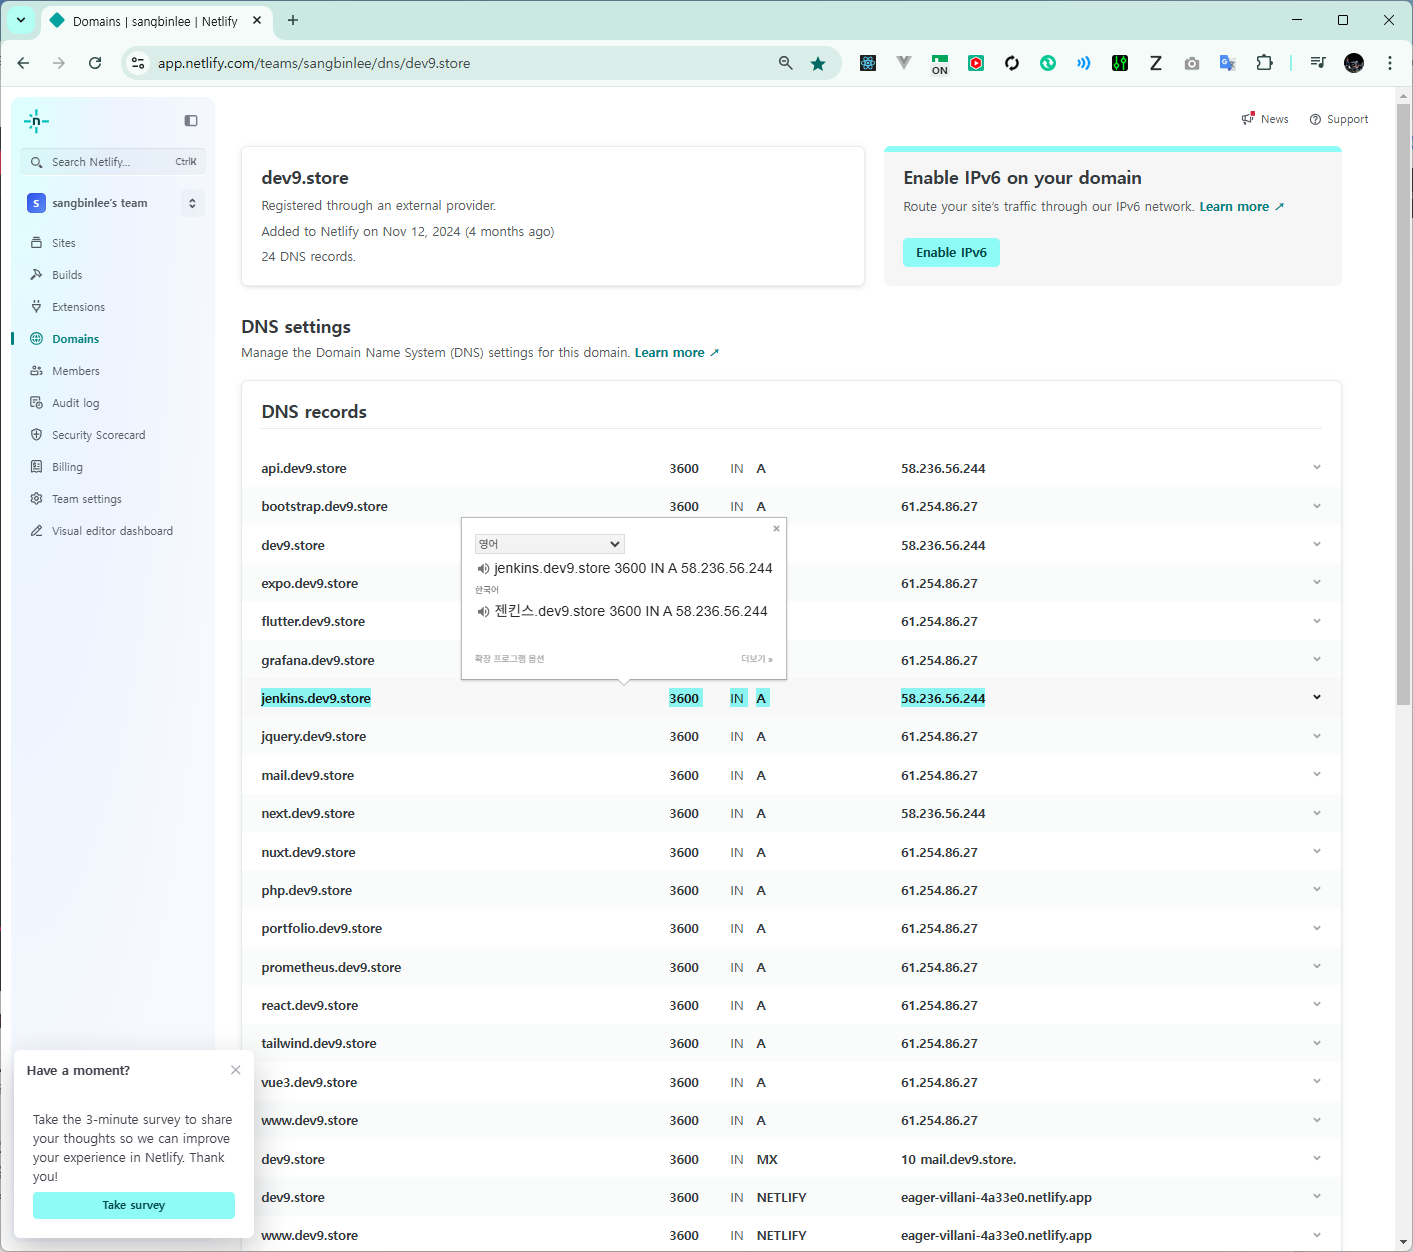 Domains | sangbinlee | Netlify
app.netlify.com/teams/sangbinlee/dns/dev9.store
ON
Z
n
News
Support
Search Netlify...
CtrlK
S
sangbinlee's team
Sites
Builds
Extensions
Domains
Members
Audit log
Security Scorecard
Billing
Team settings
Visual editor dashboard
dev9.store
Registered through an external provider.
Added to Netlify on Nov 12, 2024 (4 months ago)
24 DNS records.
Enable IPv6 on your domain
Route your site's traffic through our IPv6 network. Learn more ↗
Enable IPv6
DNS settings
Manage the Domain Name System (DNS) settings for this domain. Learn more ↗
DNS records
api.dev9.store 3600 IN A 58.236.56.244
bootstrap.dev9.store 3600 IN A 61.254.86.27
dev9.store 58.236.56.244
expo.dev9.store 61.254.86.27
flutter.dev9.store 61.254.86.27
grafana.dev9.store 61.254.86.27
영어
jenkins.dev9.store 3600 IN A 58.236.56.244
한국어
젠킨스.dev9.store 3600 IN A 58.236.56.244
확장 프로그램 옵션
더보기 »
jenkins.dev9.store 3600 IN A 58.236.56.244
jquery.dev9.store 3600 IN A 61.254.86.27
mail.dev9.store 3600 IN A 61.254.86.27
next.dev9.store 3600 IN A 58.236.56.244
nuxt.dev9.store 3600 IN A 61.254.86.27
php.dev9.store 3600 IN A 61.254.86.27
portfolio.dev9.store 3600 IN A 61.254.86.27
prometheus.dev9.store 3600 IN A 61.254.86.27
react.dev9.store 3600 IN A 61.254.86.27
tailwind.dev9.store 3600 IN A 61.254.86.27
vue3.dev9.store 3600 IN A 61.254.86.27
www.dev9.store 3600 IN A 61.254.86.27
dev9.store 3600 IN MX 10 mail.dev9.store.
dev9.store 3600 IN NETLIFY eager-villani-4a33e0.netlify.app
www.dev9.store 3600 IN NETLIFY eager-villani-4a33e0.netlify.app
Have a moment?
Take the 3-minute survey to share
your thoughts so we can improve
your experience in Netlify. Thank
you!
Take survey